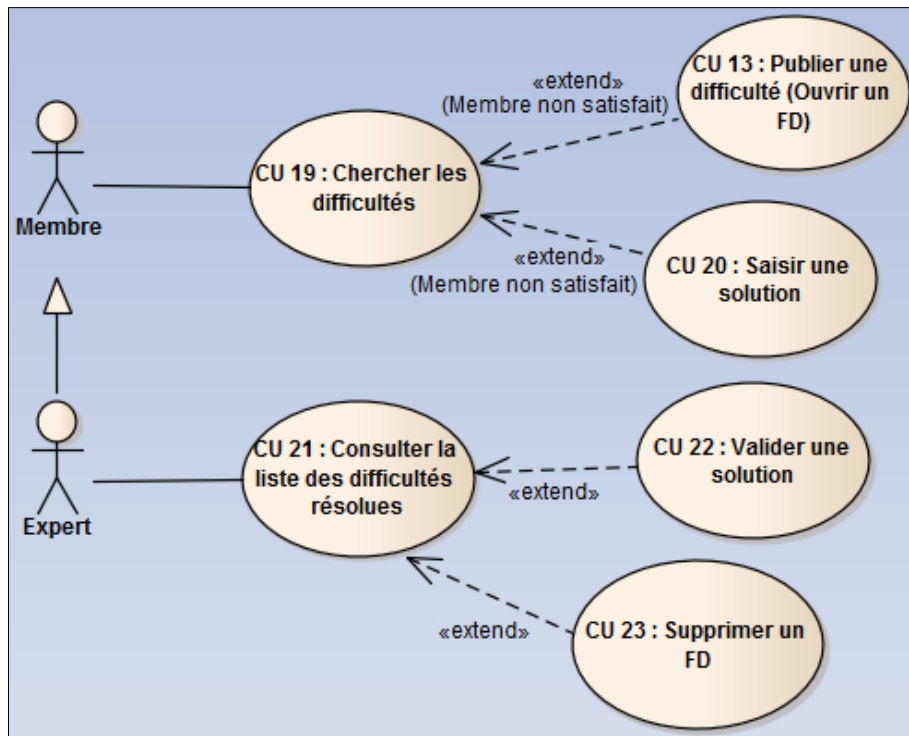 CU 13 : Publier une
difficulté (Ouvrir un
FD)
«extend»
(Membre non satisfait)
CU 19 : Chercher les
difficultés
Membre
«extend»
(Membre non satisfait)
CU 20 : Saisir une
solution
CU 21 : Consulter la
liste des difficultés
résolues
Expert
CU 22 : Valider une
solution
«extend»
«extend»
CU 23 : Supprimer un
FD